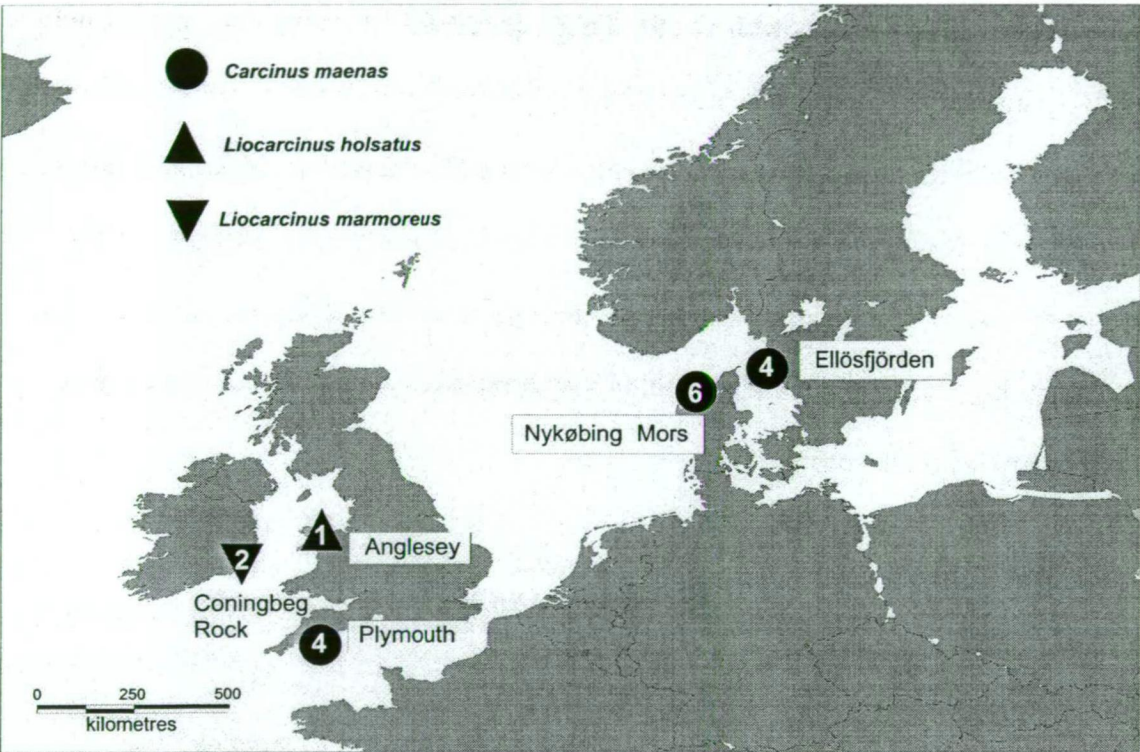 Carcinus maenas
Liocarcinus holsatus
Liocarcinus marmoreus
4
Ellösfjörden
6
Nykøbing Mors
1
Anglesey
2
Coningbeg
Rock
4
Plymouth
0 250 500
kilometres